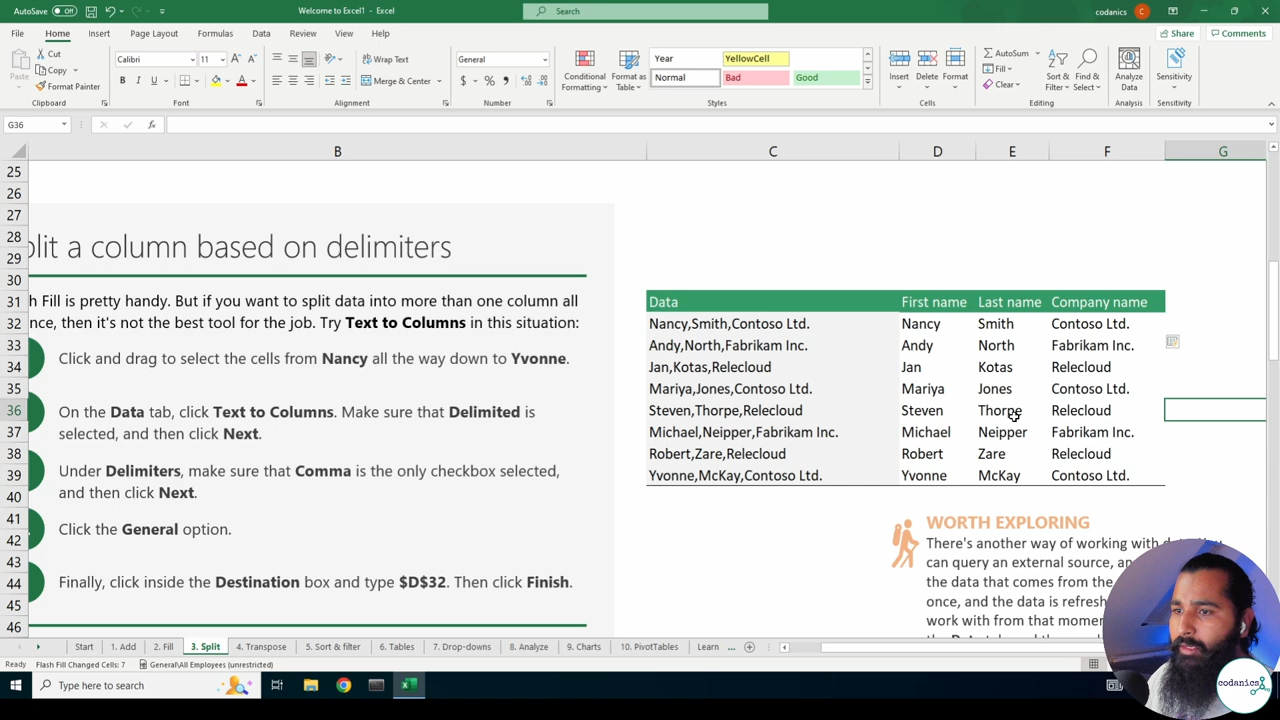 AutoSave Off
Welcome to Excel1 - Excel
Search
codanics C
File Home Insert Page Layout Formulas Data Review View Help
Share Comments
Paste
Cut
Copy
Format Painter
Clipboard
Calibri 11
B I U
Font
Wrap Text
Merge & Center
Alignment
General
$ % ,
Number
Conditional Formatting
Format as Table
Year YellowCell
Normal Bad Good
Styles
Insert Delete Format
Cells
AutoSum
Fill
Clear
Sort & Filter
Find & Select
Editing
Analyze Data
Analysis
Sensitivity
Sensitivity
G36 fx
B C D E F G
25
26
27
28
29
30
31
32
33
34
35
36
37
38
39
40
41
42
43
44
45
46
plit a column based on delimiters
h Fill is pretty handy. But if you want to split data into more than one column all
nce, then it's not the best tool for the job. Try Text to Columns in this situation:
Click and drag to select the cells from Nancy all the way down to Yvonne.
On the Data tab, click Text to Columns. Make sure that Delimited is
selected, and then click Next.
Under Delimiters, make sure that Comma is the only checkbox selected,
and then click Next.
Click the General option.
Finally, click inside the Destination box and type $D$32. Then click Finish.
Data First name Last name Company name
Nancy,Smith,Contoso Ltd. Nancy Smith Contoso Ltd.
Andy,North,Fabrikam Inc. Andy North Fabrikam Inc.
Jan,Kotas,Relecloud Jan Kotas Relecloud
Mariya,Jones,Contoso Ltd. Mariya Jones Contoso Ltd.
Steven,Thorpe,Relecloud Steven Thorpe Relecloud
Michael,Neipper,Fabrikam Inc. Michael Neipper Fabrikam Inc.
Robert,Zare,Relecloud Robert Zare Relecloud
Yvonne,McKay,Contoso Ltd. Yvonne McKay Contoso Ltd.
WORTH EXPLORING
There's another way of working with
can query an external source, an
the data that comes from the
once, and the data is refresh
work with from that momen
Start 1. Add 2. Fill 3. Split 4. Transpose 5. Sort & filter 6. Tables 7. Drop-downs 8. Analyze 9. Charts 10. PivotTables Learn ...
Ready Flash Fill Changed Cells: 7 General\All Employees (unrestricted)
Type here to search
codanics